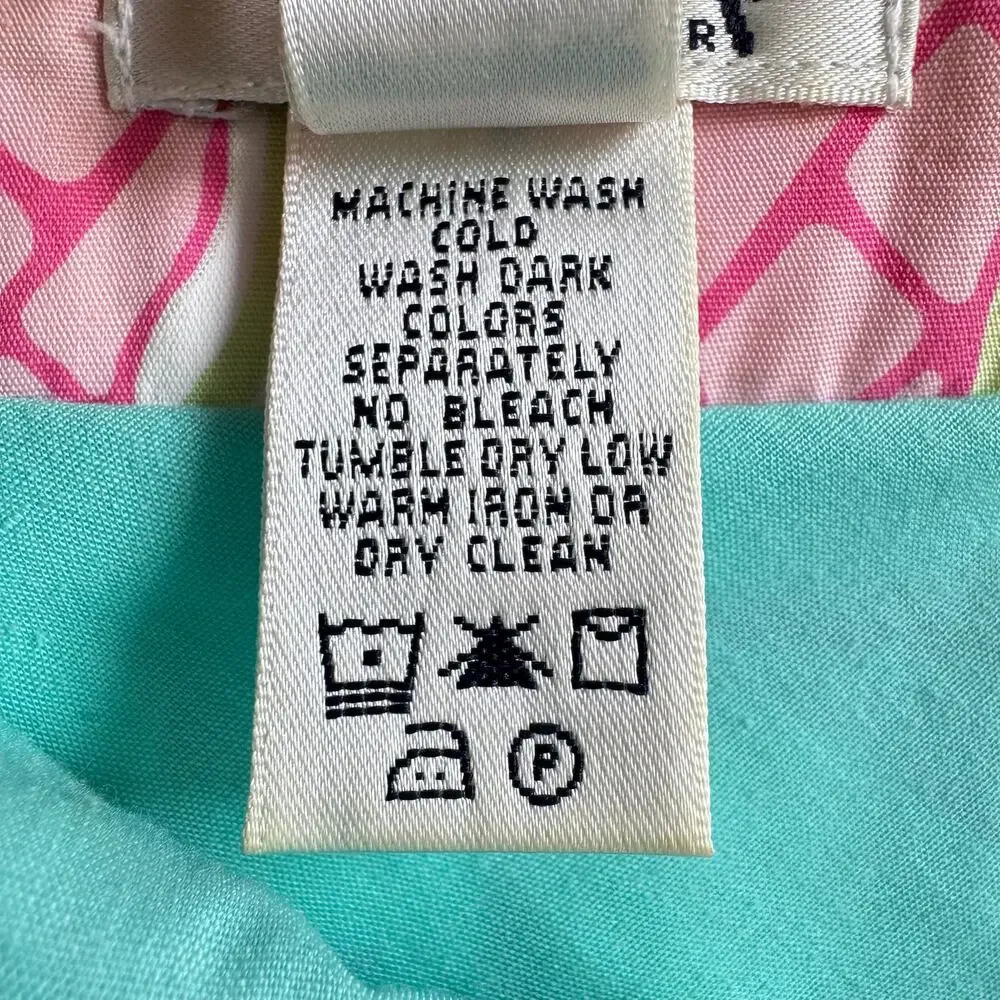 R
MACHINE WASH
COLD
WASH DARK
COLORS
SEPARATELY
NO BLEACH
TUMBLE DRY LOW
WARM IRON OR
DRY CLEAN
P